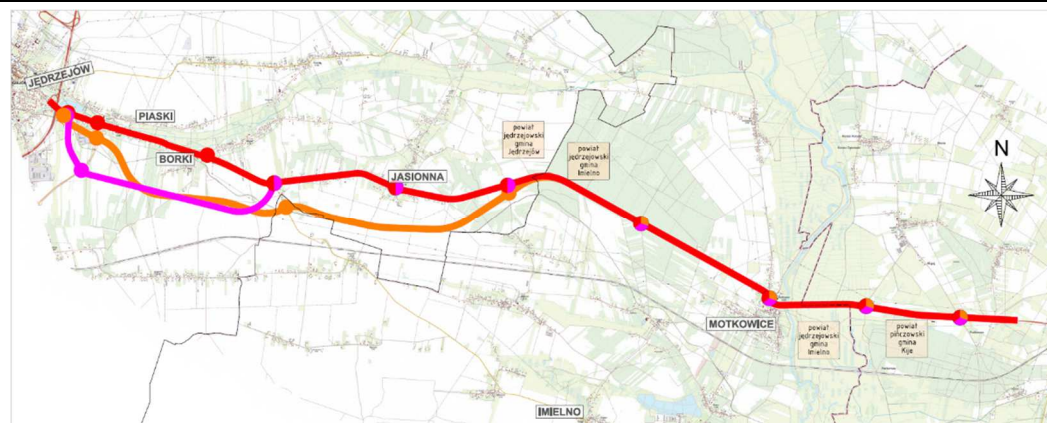 JĘDRZEJÓW
PIASKI
BORKI
JASIONNA
powiat
jędrzejowski
gmina
Jędrzejów
powiat
jędrzejowski
gmina
Imielno
N
MOTKOWICE
powiat
jędrzejowski
gmina
Imielno
powiat
pińczowski
gmina
Kije
IMIELNO